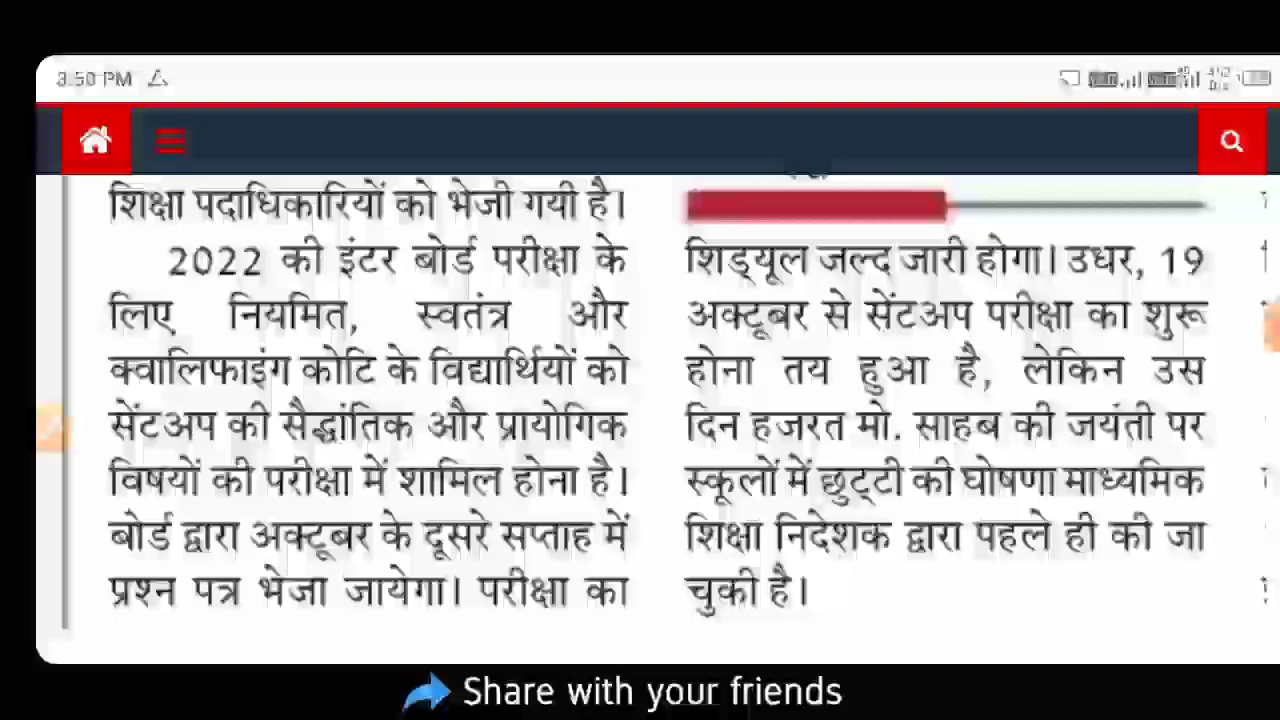 3:50 PM
शिक्षा पदाधिकारियों को भेजी गयी है।
2022 की इंटर बोर्ड परीक्षा के
लिए नियमित, स्वतंत्र और
क्वालिफाइंग कोटि के विद्यार्थियों को
सेंटअप की सैद्धांतिक और प्रायोगिक
विषयों की परीक्षा में शामिल होना है।
बोर्ड द्वारा अक्टूबर के दूसरे सप्ताह में
प्रश्न पत्र भेजा जायेगा। परीक्षा का
शिड्यूल जल्द जारी होगा। उधर, 19
अक्टूबर से सेंटअप परीक्षा का शुरू
होना तय हुआ है, लेकिन उस
दिन हजरत मो. साहब की जयंती पर
स्कूलों में छुट्टी की घोषणा माध्यमिक
शिक्षा निदेशक द्वारा पहले ही की जा
चुकी है।
Share with your friends